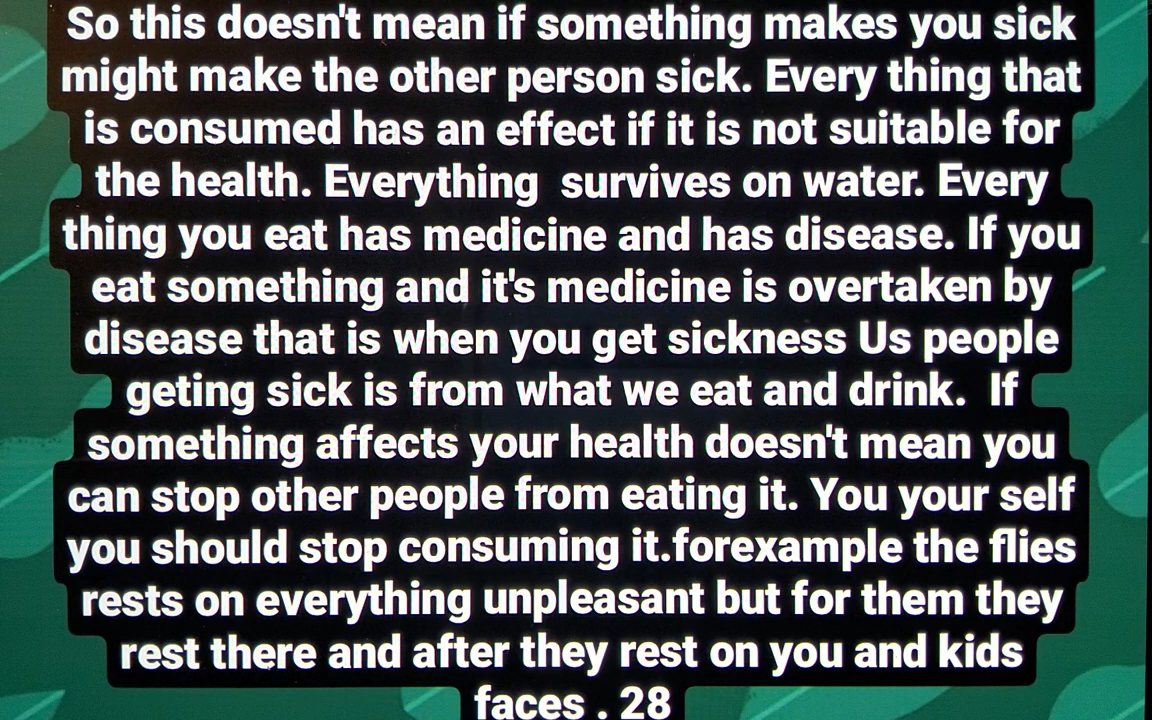 So this doesn't mean if something makes you sick
might make the other person sick. Every thing that
is consumed has an effect if it is not suitable for
the health. Everything  survives on water. Every
thing you eat has medicine and has disease. If you
eat something and it's medicine is overtaken by
disease that is when you get sickness Us people
geting sick is from what we eat and drink.  If
something affects your health doesn't mean you
can stop other people from eating it. You your self
you should stop consuming it.forexample the flies
rests on everything unpleasant but for them they
rest there and after they rest on you and kids
faces . 28